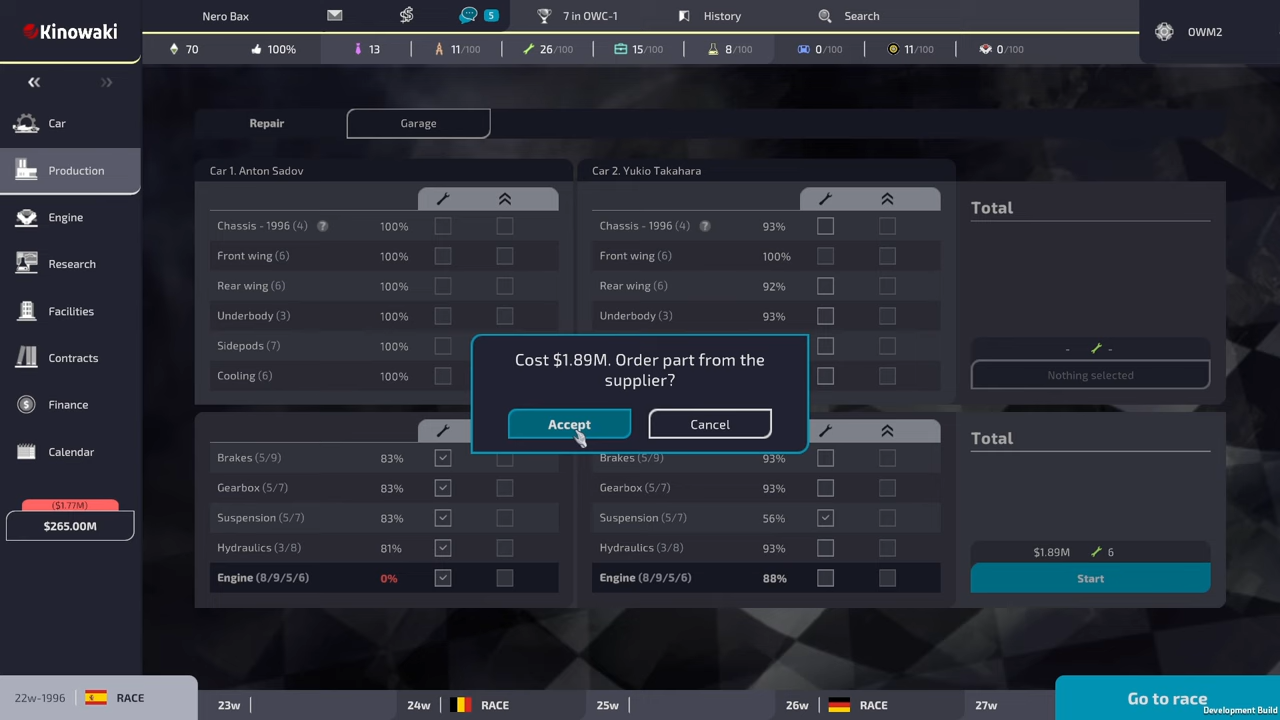 Kinowaki
Nero Bax
5
7 in OWC-1
History
Search
OWM2
70
100%
13
11/100
26/100
15/100
8/100
0/100
11/100
0/100
Car
Production
Engine
Research
Facilities
Contracts
Finance
Calendar
($1.77M)
$265.00M
Repair
Garage
Car 1. Anton Sadov
Chassis - 1996 (4) ? 100%
Front wing (6) 100%
Rear wing (6) 100%
Underbody (3) 100%
Sidepods (7) 100%
Cooling (6) 100%
Car 2. Yukio Takahara
Chassis - 1996 (4) ? 93%
Front wing (6) 100%
Rear wing (6) 92%
Underbody (3) 93%
Total
- -
Nothing selected
Cost $1.89M. Order part from the
supplier?
Accept
Cancel
Brakes (5/9) 83%
Gearbox (5/7) 83%
Suspension (5/7) 83%
Hydraulics (3/8) 81%
Engine (8/9/5/6) 0%
Brakes (5/9) 93%
Gearbox (5/7) 93%
Suspension (5/7) 56%
Hydraulics (3/8) 93%
Engine (8/9/5/6) 88%
Total
$1.89M 6
Start
22w-1996
RACE
23w
24w
RACE
25w
26w
RACE
27w
Go to race
Development Build